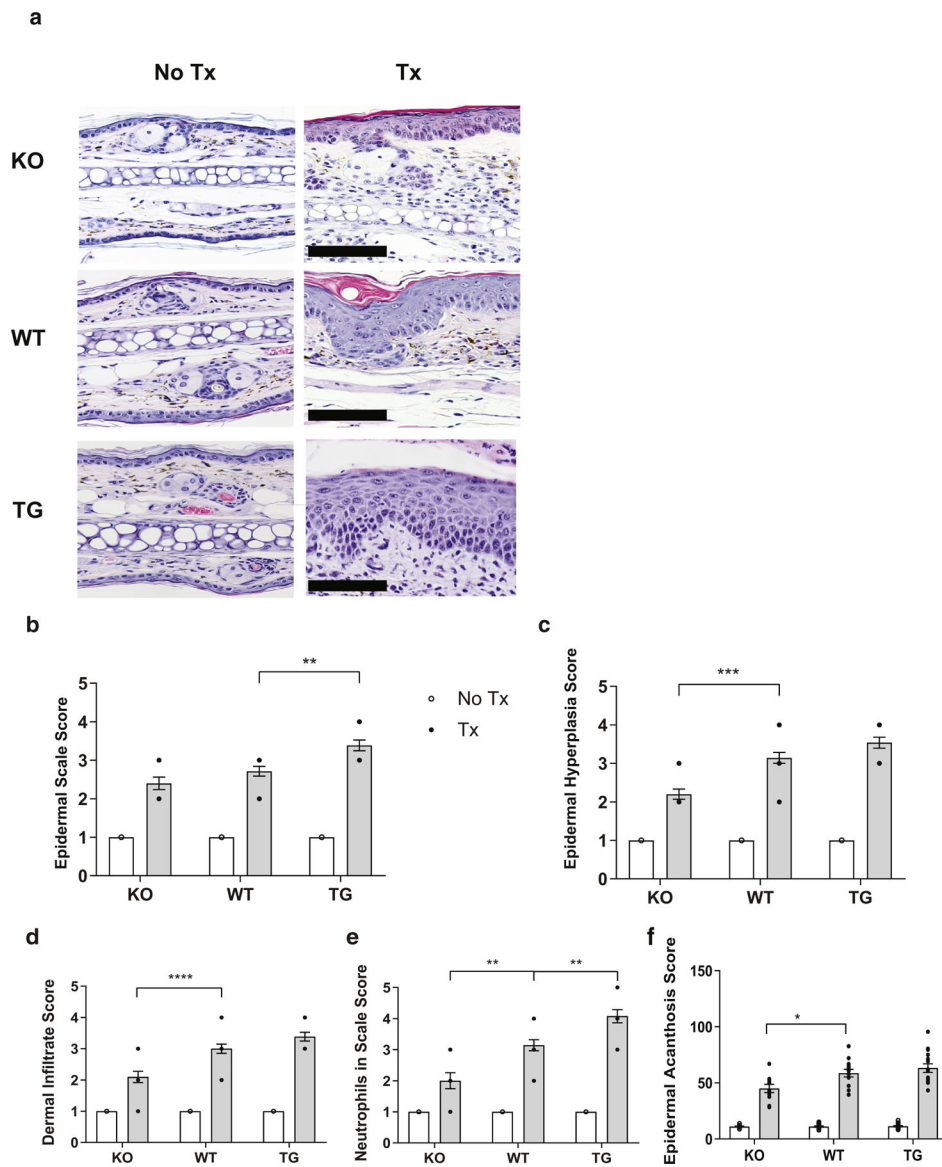 a
No Tx
Tx
KO
WT
TG
b
**
Epidermal Scale Score
5
4
3
2
1
0
KO
WT
TG
No Tx
Tx
c
***
Epidermal Hyperplasia Score
5
4
3
2
1
0
KO
WT
TG
d
****
Dermal Infiltrate Score
5
4
3
2
1
0
KO
WT
TG
e
**
**
Neutrophils in Scale Score
5
4
3
2
1
0
KO
WT
TG
f
*
Epidermal Acanthosis Score
150
100
50
0
KO
WT
TG